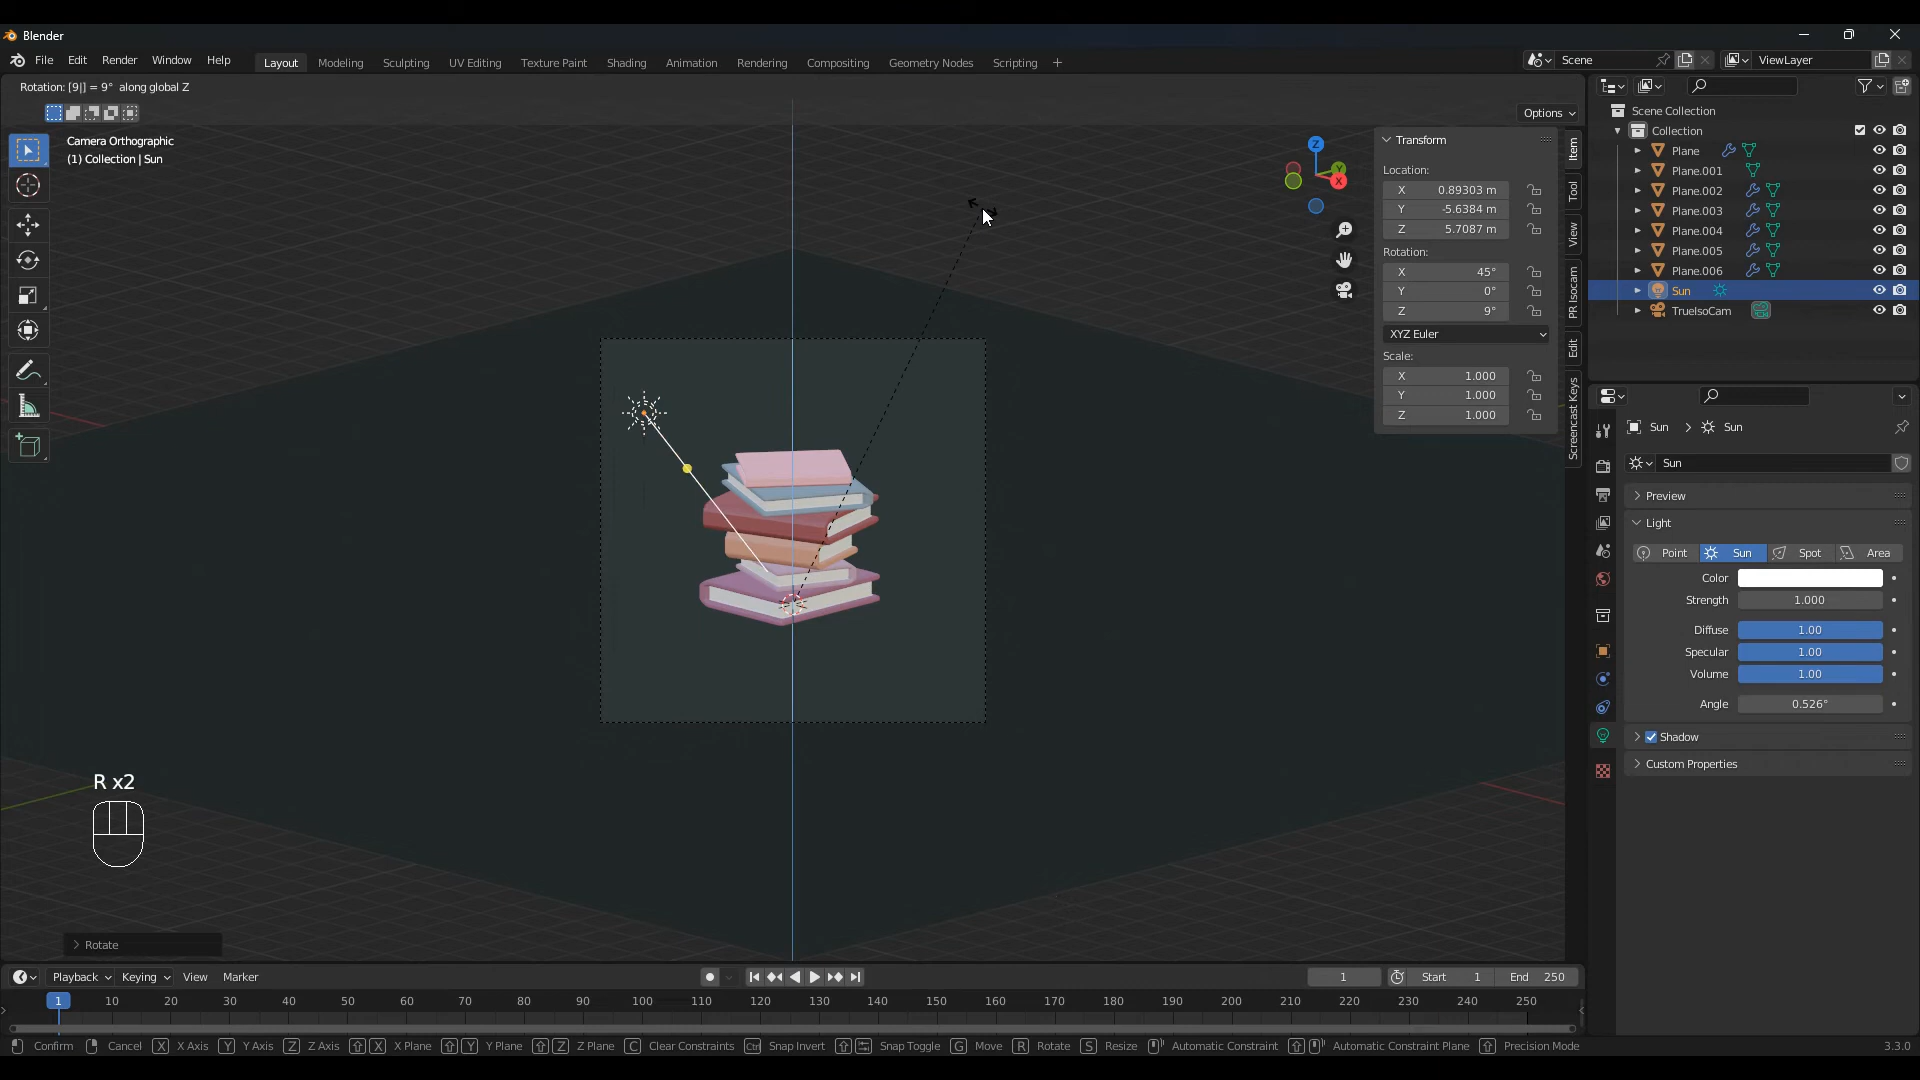 Blender
File Edit Render Window Help Layout Modeling Sculpting UV Editing Texture Paint Shading Animation Rendering Compositing Geometry Nodes Scripting + Scene ViewLayer
Rotation: [9|] = 9° along global Z
Options
Camera Orthographic
(1) Collection | Sun
Z
Y
X
Transform
Location:
X 0.89303 m
Y -5.6384 m
Z 5.7087 m
Rotation:
X 45°
Y 0°
Z 9°
XYZ Euler
Scale:
X 1.000
Y 1.000
Z 1.000
Item
Tool
View
PR Isocam
Edit
Screencast Keys
Scene Collection
Collection
Plane
Plane.001
Plane.002
Plane.003
Plane.004
Plane.005
Plane.006
Sun
TrueIsoCam
Sun > Sun
Sun
Preview
Light
Point Sun Spot Area
Color
Strength 1.000
Diffuse 1.00
Specular 1.00
Volume 1.00
Angle 0.526°
Shadow
Custom Properties
R x2
Rotate
Playback Keying View Marker 1 Start 1 End 250
1 10 20 30 40 50 60 70 80 90 100 110 120 130 140 150 160 170 180 190 200 210 220 230 240 250
Confirm Cancel X X Axis Y Y Axis Z Z Axis X X Plane Y Y Plane Z Z Plane C Clear Constraints Ctrl Snap Invert Snap Toggle G Move R Rotate S Resize Automatic Constraint Automatic Constraint Plane Precision Mode 3.3.0